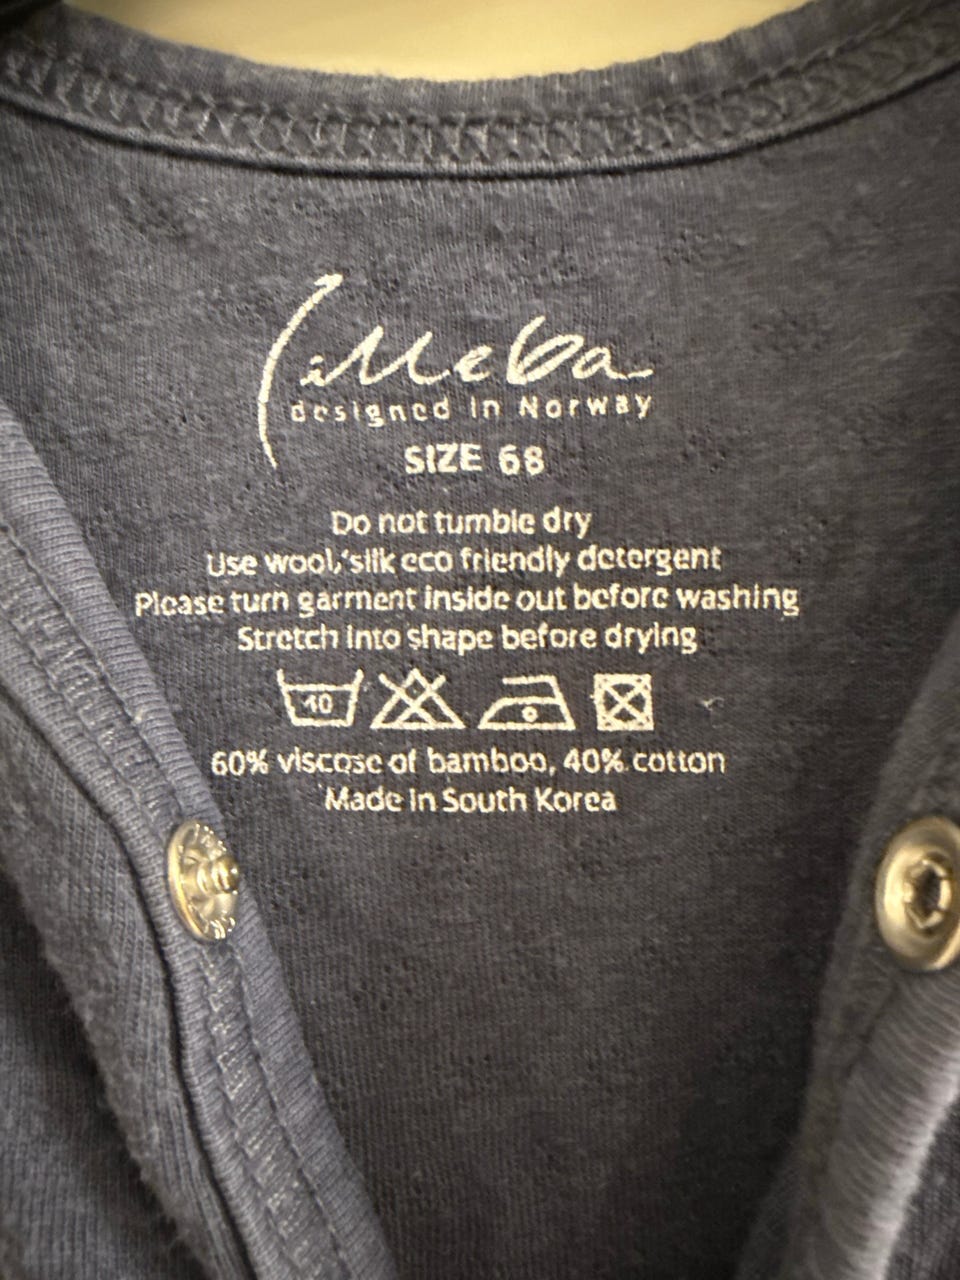 Lilleba
designed in Norway
SIZE 68
Do not tumble dry
Use wool/silk eco friendly detergent
Please turn garment inside out before washing
Stretch into shape before drying
40
60% viscose of bamboo, 40% cotton
Made in South Korea